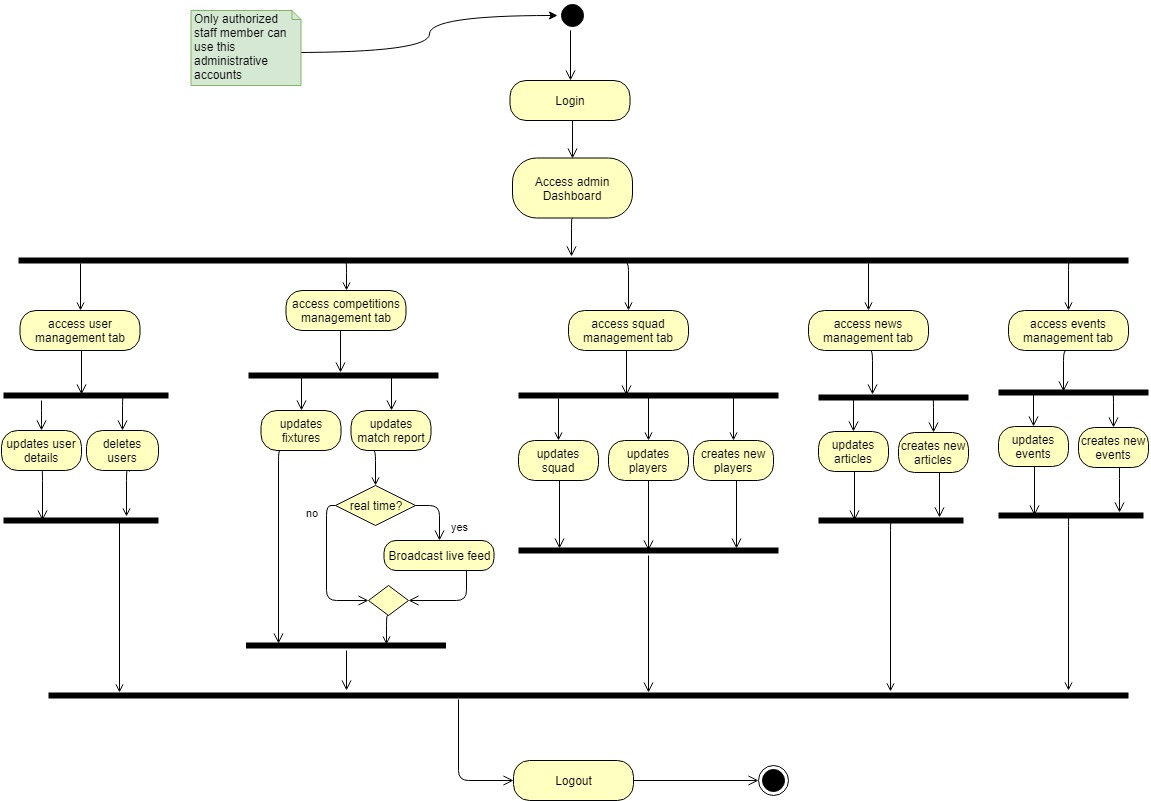 Only authorized
staff member can
use this
administrative
accounts
Login
Access admin
Dashboard
access user
management tab
access competitions
management tab
access squad
management tab
access news
management tab
access events
management tab
updates user
details
deletes
users
updates
fixtures
updates
match report
updates
squad
updates
players
creates new
players
updates
articles
creates new
articles
updates
events
creates new
events
real time?
no
yes
Broadcast live feed
Logout